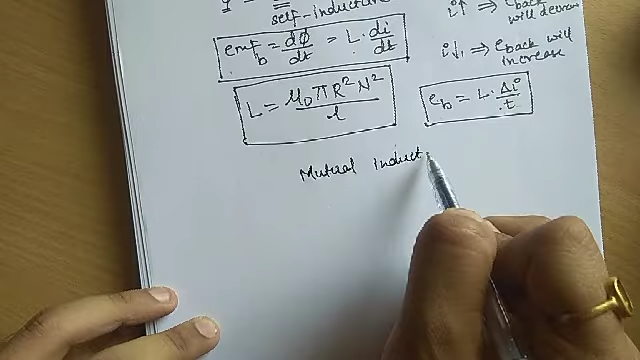 self-inductance
emf_b = dφ/dt = L · di/dt
L = μ₀πR²N²/l
i↑ ⇒ e_back will decrease
i↓, ⇒ e_back will increase
e_b = L · Δi/t
Mutual induct